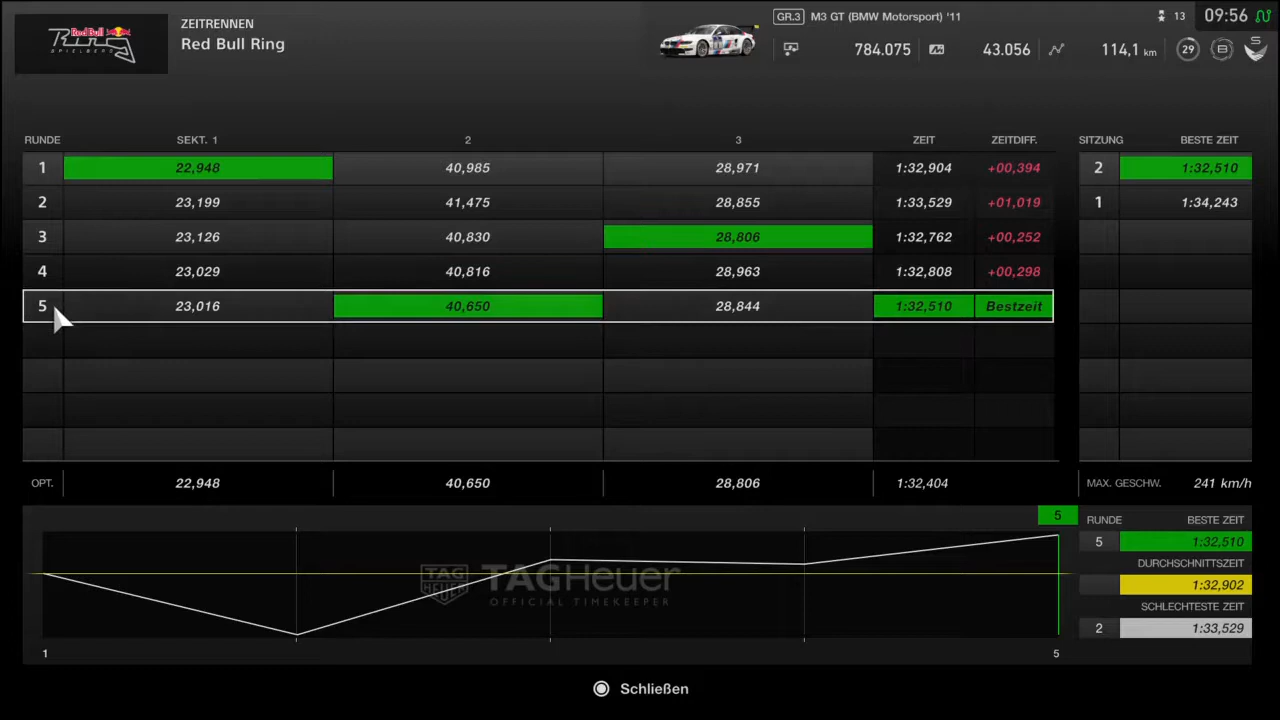 Red Bull
Ring
SPIELBERG
ZEITRENNEN
Red Bull Ring
GR.3 M3 GT (BMW Motorsport) '11
13
09:56
784.075 43.056 114,1 km 29 B S
RUNDE SEKT. 1 2 3 ZEIT ZEITDIFF.
1 22,948 40,985 28,971 1:32,904 +00,394
2 23,199 41,475 28,855 1:33,529 +01,019
3 23,126 40,830 28,806 1:32,762 +00,252
4 23,029 40,816 28,963 1:32,808 +00,298
5 23,016 40,650 28,844 1:32,510 Bestzeit
OPT. 22,948 40,650 28,806 1:32,404
SITZUNG BESTE ZEIT
2 1:32,510
1 1:34,243
MAX. GESCHW. 241 km/h
5
TAG HEUER
TAGHeuer
OFFICIAL TIMEKEEPER
1 5
RUNDE BESTE ZEIT
5 1:32,510
DURCHSCHNITTSZEIT
1:32,902
SCHLECHTESTE ZEIT
2 1:33,529
Schließen